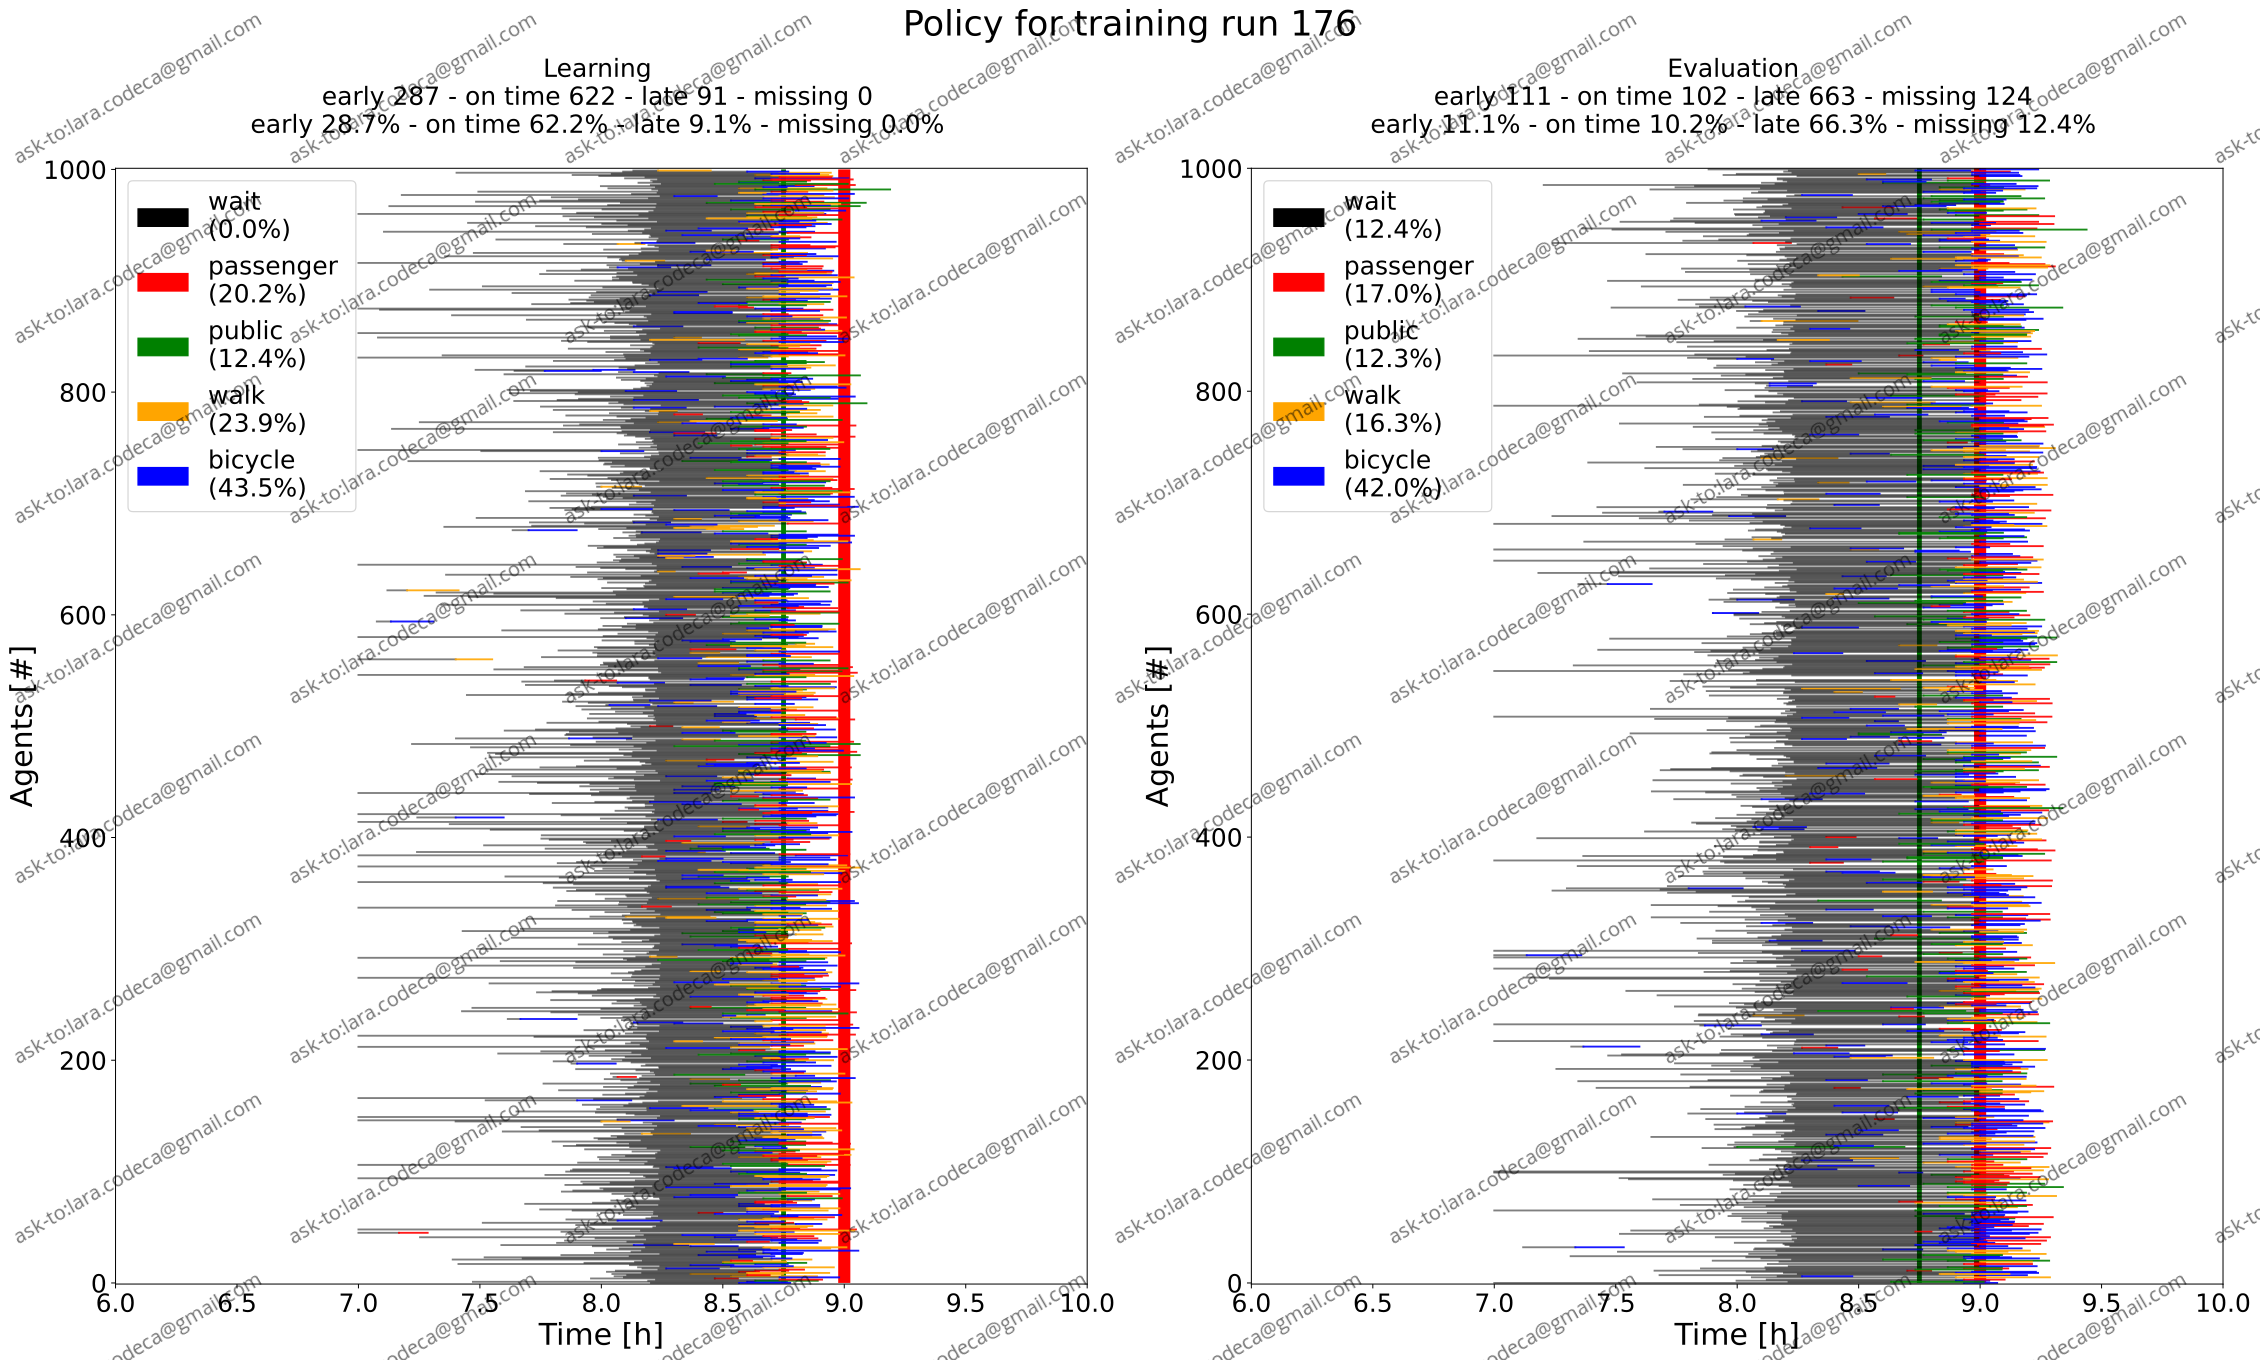 Policy for training run 176
Learning
early 287 - on time 622 - late 91 - missing 0
early 28.7% - on time 62.2% - late 9.1% - missing 0.0%
1000
800
600
400
200
0
Agents [#]
wait
(0.0%)
passenger
(20.2%)
public
(12.4%)
walk
(23.9%)
bicycle
(43.5%)
6.0 6.5 7.0 7.5 8.0 8.5 9.0 9.5 10.0
Time [h]
Evaluation
early 111 - on time 102 - late 663 - missing 124
early 11.1% - on time 10.2% - late 66.3% - missing 12.4%
1000
800
600
400
200
0
Agents [#]
wait
(12.4%)
passenger
(17.0%)
public
(12.3%)
walk
(16.3%)
bicycle
(42.0%)
6.0 6.5 7.0 7.5 8.0 8.5 9.0 9.5 10.0
Time [h]
ask-to:lara.codeca@gmail.com